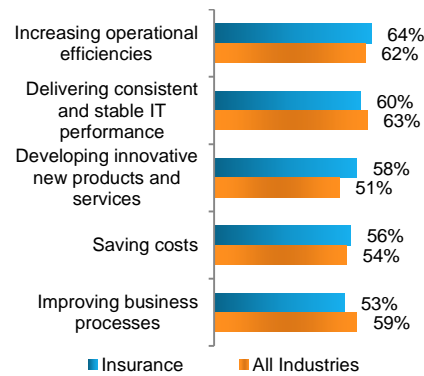 Increasing operational
efficiencies
64%
62%
Delivering consistent
and stable IT
performance
60%
63%
Developing innovative
new products and
services
58%
51%
Saving costs
56%
54%
Improving business
processes
53%
59%
Insurance
All Industries